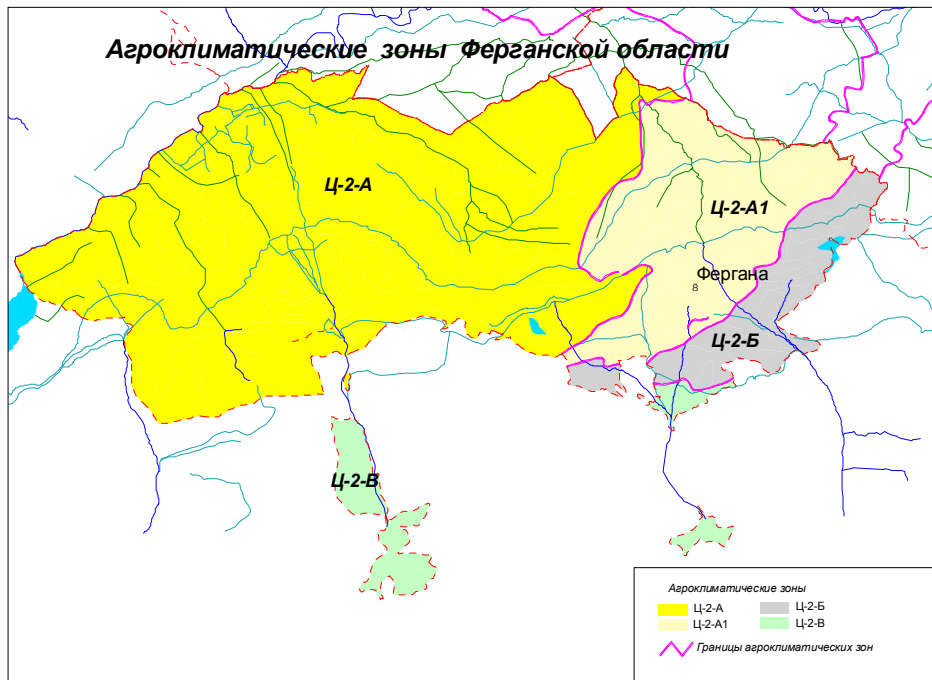 Агроклиматические зоны Ферганской области
Ц-2-А
Ц-2-А1
Фергана
Ц-2-Б
Ц-2-В
Агроклиматические зоны
Ц-2-А
Ц-2-Б
Ц-2-А1
Ц-2-В
Границы агроклиматических зон